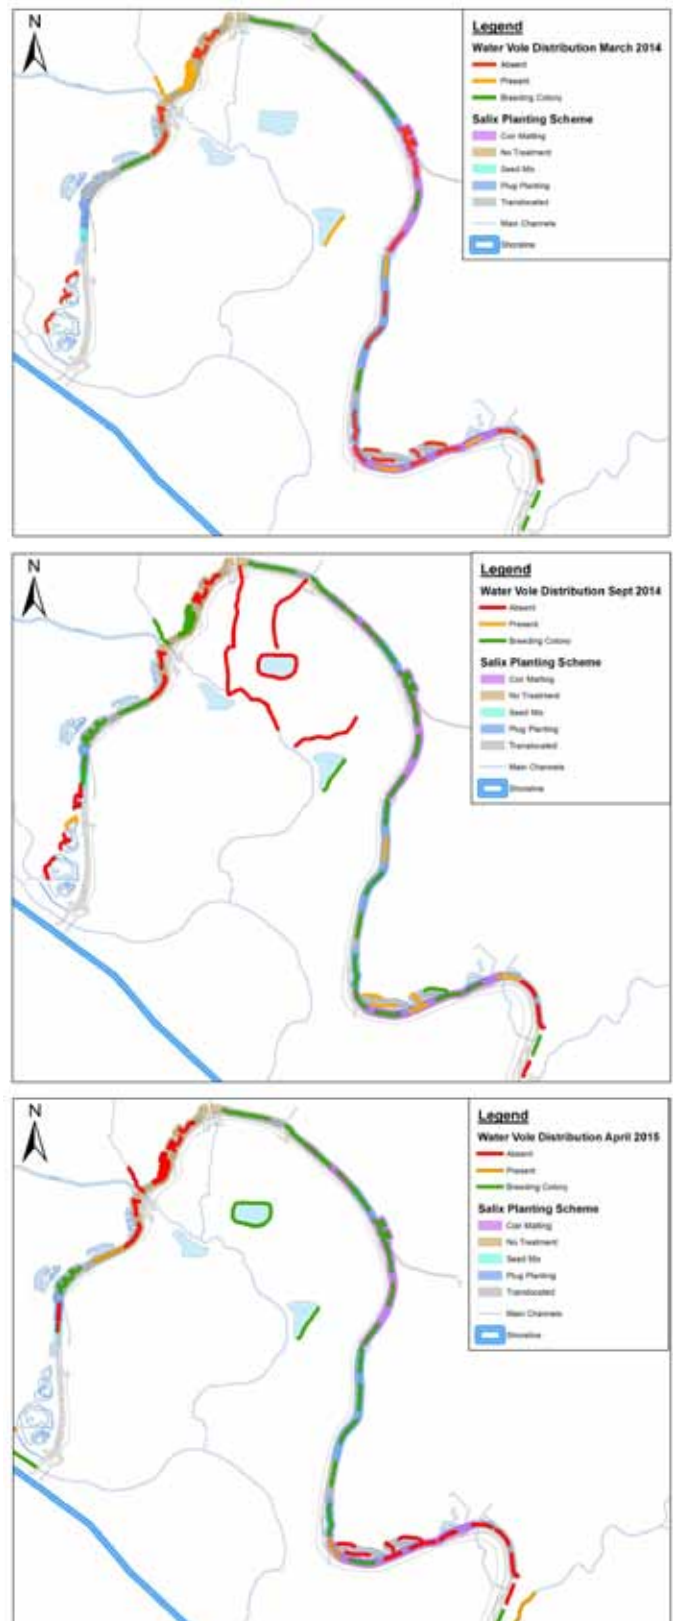 N
Legend
Water Vole Distribution March 2014
Absent
Present
Breeding Colony
Salix Planting Scheme
Coir Matting
No Treatment
Seed Mix
Plug Planting
Translocated
Main Channels
Shoreline
N
Legend
Water Vole Distribution Sept 2014
Absent
Present
Breeding Colony
Salix Planting Scheme
Coir Matting
No Treatment
Seed Mix
Plug Planting
Translocated
Main Channels
Shoreline
N
Legend
Water Vole Distribution April 2015
Absent
Present
Breeding Colony
Salix Planting Scheme
Coir Matting
No Treatment
Seed Mix
Plug Planting
Translocated
Main Channels
Shoreline